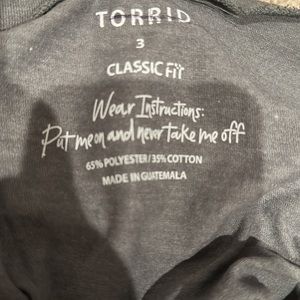 TORRID
3
CLASSIC FIT
Wear Instructions:
Put me on and never take me off
65% POLYESTER/35% COTTON
MADE IN GUATEMALA